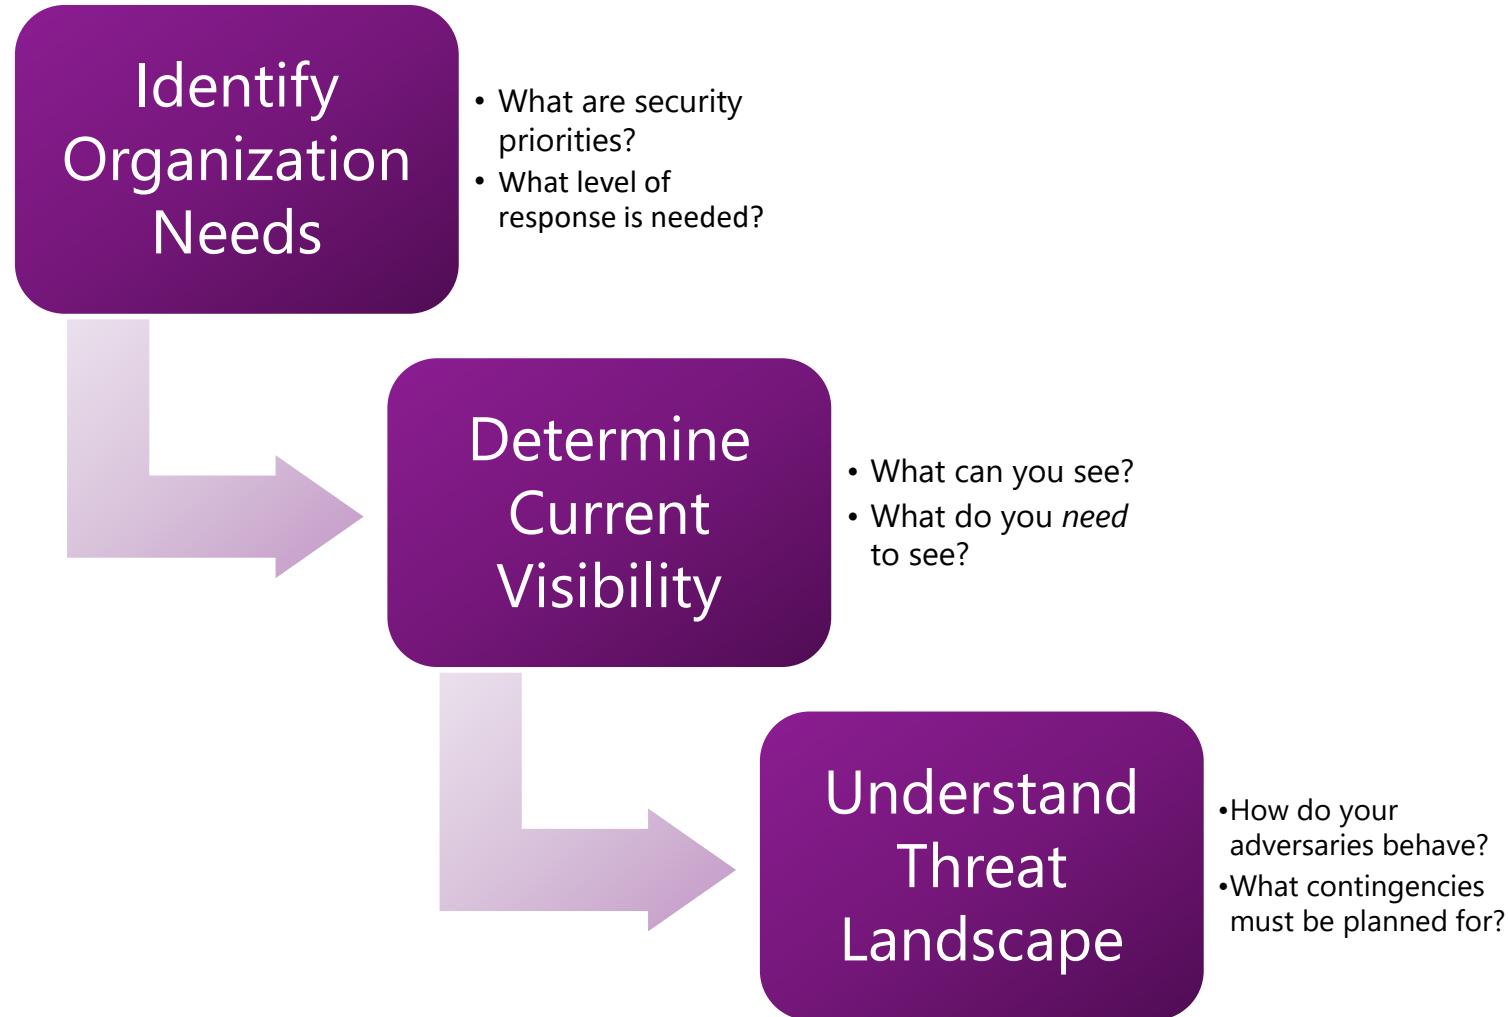 Identify
Organization
Needs
• What are security
priorities?
• What level of
response is needed?
Determine
Current
Visibility
• What can you see?
• What do you need
to see?
Understand
Threat
Landscape
•How do your
adversaries behave?
•What contingencies
must be planned for?